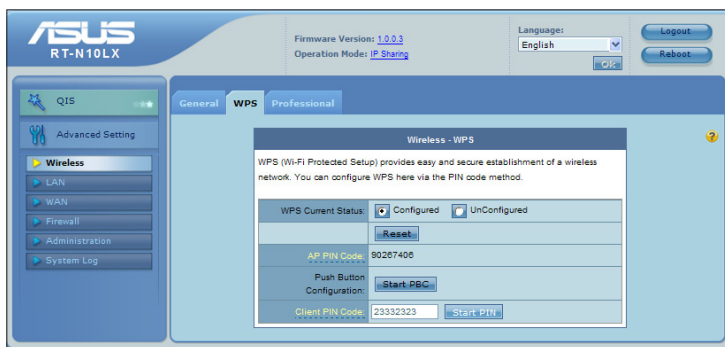 ASUS
RT-N10LX
Firmware Version: 1.0.0.3
Operation Mode: IP Sharing
Language:
English
OK
Logout
Reboot
QIS
Advanced Setting
Wireless
LAN
WAN
Firewall
Administration
System Log
General WPS Professional
Wireless - WPS
WPS (Wi-Fi Protected Setup) provides easy and secure establishment of a wireless
network. You can configure WPS here via the PIN code method.
WPS Current Status: Configured UnConfigured
Reset
AP PIN Code: 90267406
Push Button
Configuration: Start PBC
Client PIN Code: 23332323 Start PIN
?